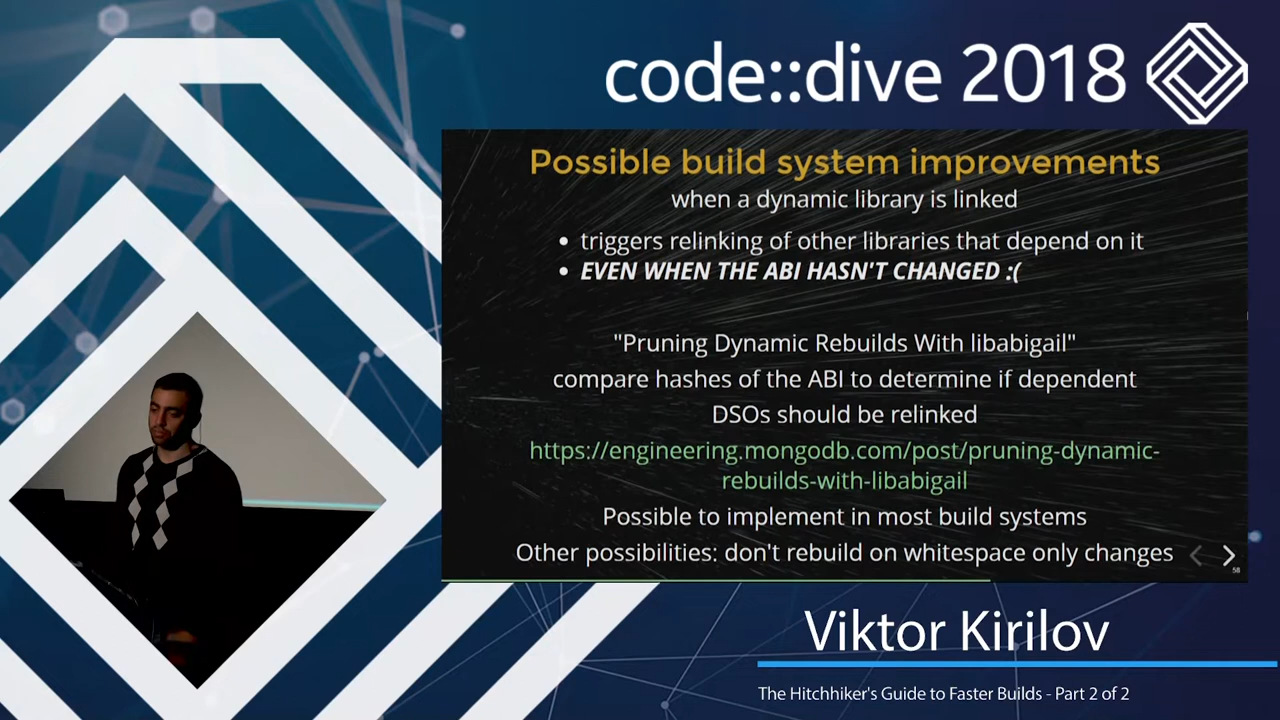 code::dive 2018
Possible build system improvements
when a dynamic library is linked
• triggers relinking of other libraries that depend on it
• EVEN WHEN THE ABI HASN'T CHANGED :(
"Pruning Dynamic Rebuilds With libabigail"
compare hashes of the ABI to determine if dependent
DSOs should be relinked
https://engineering.mongodb.com/post/pruning-dynamic-
rebuilds-with-libabigail
Possible to implement in most build systems
Other possibilities: don't rebuild on whitespace only changes
58
Viktor Kirilov
The Hitchhiker's Guide to Faster Builds - Part 2 of 2